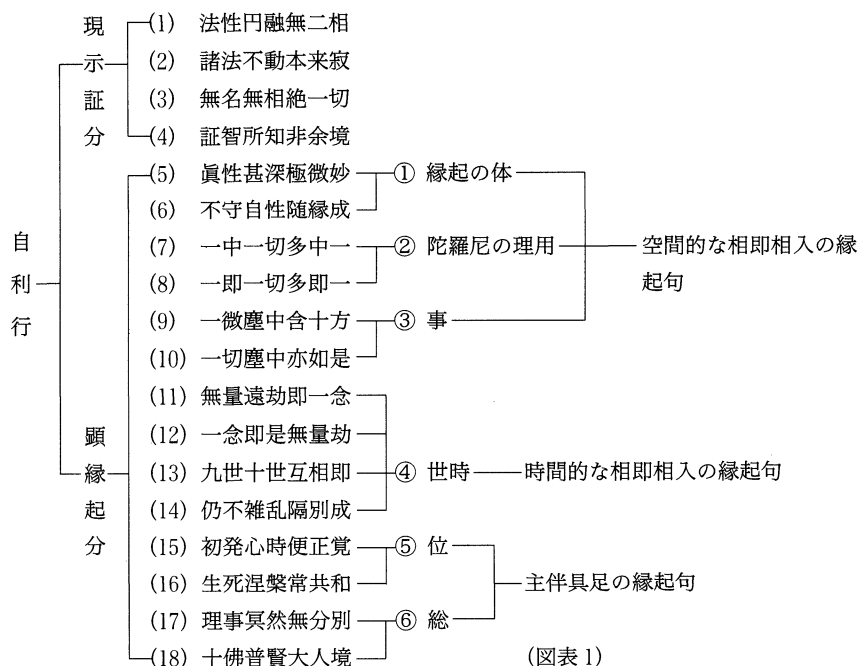 自利行
現示証分
(1) 法性円融無二相
(2) 諸法不動本来寂
(3) 無名無相絶一切
(4) 証智所知非余境
顕縁起分
(5) 眞性甚深極微妙
(6) 不守自性随縁成
① 縁起の体
(7) 一中一切多中一
(8) 一即一切多即一
② 陀羅尼の理用
(9) 一微塵中含十方
(10) 一切塵中亦如是
③ 事
空間的な相即相入の縁
起句
(11) 無量遠劫即一念
(12) 一念即是無量劫
(13) 九世十世互相即
(14) 仍不雑乱隔別成
④ 世時
時間的な相即相入の縁起句
(15) 初発心時便正覚
(16) 生死涅槃常共和
⑤ 位
(17) 理事冥然無分別
(18) 十佛普賢大人境
⑥ 総
主伴具足の縁起句
(図表 1)